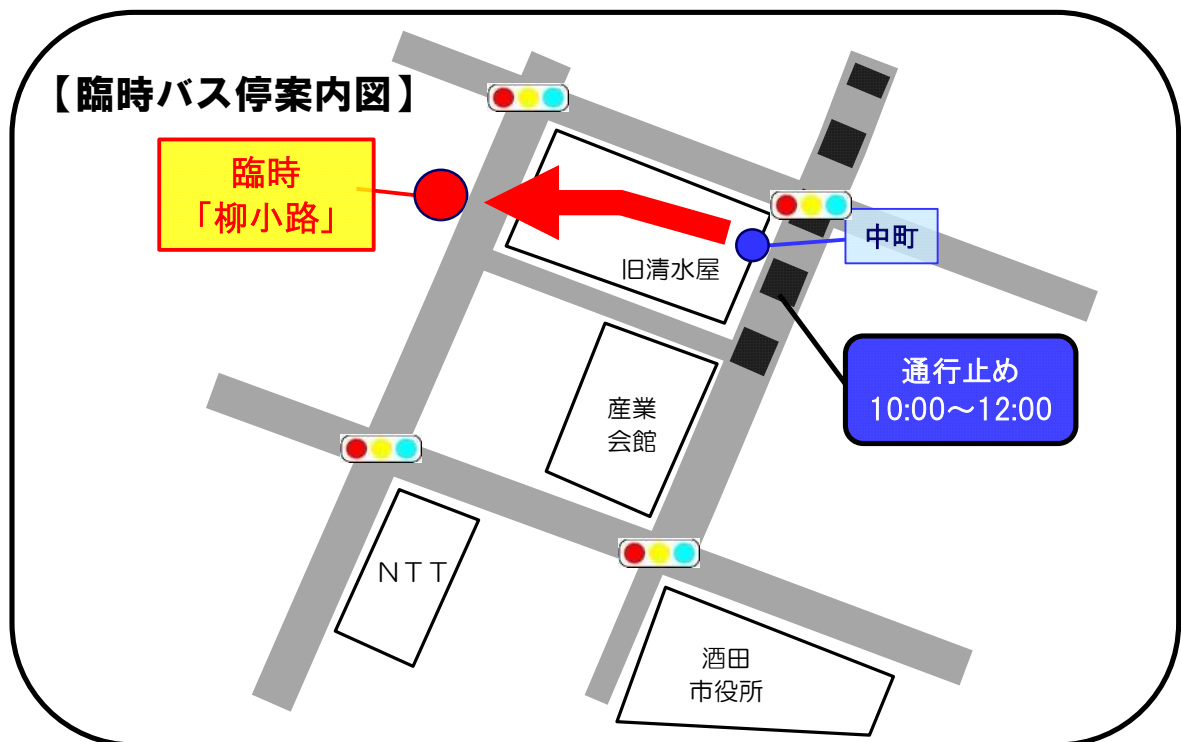 【臨時バス停案内図】
臨時
「柳小路」
中町
旧清水屋
通行止め
10:00～12:00
産業
会館
ＮＴＴ
酒田
市役所